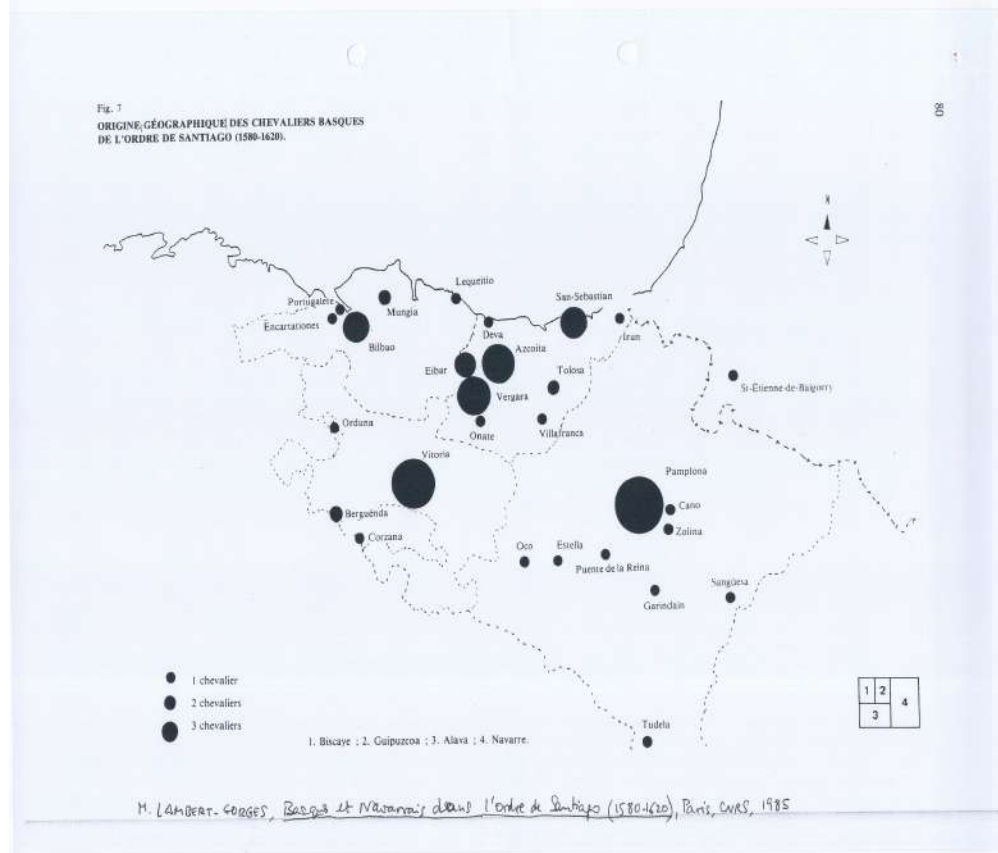 80
Fig. 7
ORIGINE GÉOGRAPHIQUE DES CHEVALIERS BASQUES
DE L'ORDRE DE SANTIAGO (1580-1620).
N
Lequeitio
San-Sebastian
Portugalete
Mungia
Encartationes
Deva
Irun
Bilbao
Azcoita
Eibar
Tolosa
St-Étienne-de-Baigorry
Vergara
Orduna
Onate
Villafranca
Vitoria
Pamplona
Cano
Berguenda
Zolina
Corzana
Oco
Estella
Puente de la Reina
Sanguesa
Garindain
1 chevalier
2 chevaliers
3 chevaliers
1 2
3
4
Tudela
1. Biscaye ; 2. Guipuzcoa ; 3. Alava ; 4. Navarre.
M. LAMBERT-GORGES, Basques et Navarrais dans l'Ordre de Santiago (1580-1620), Paris, CNRS, 1985